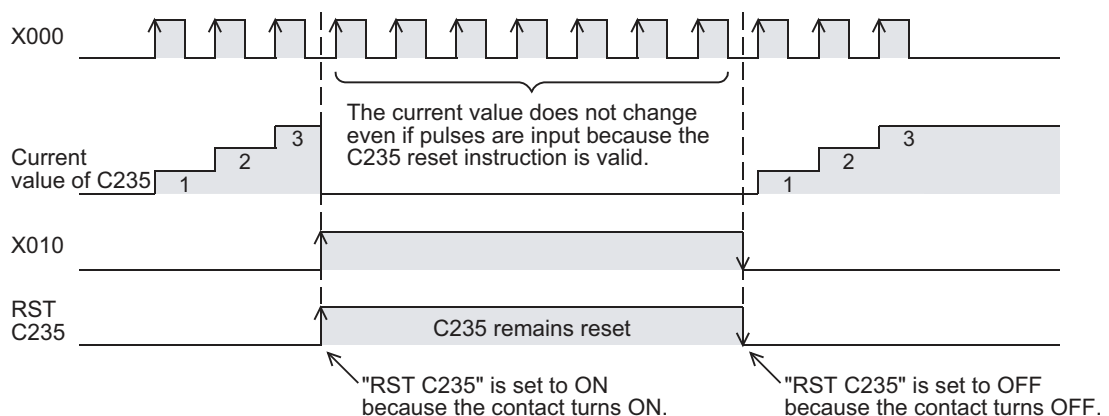 X000
The current value does not change
even if pulses are input because the
C235 reset instruction is valid.
Current
value of C235
1
2
3
1
2
3
X010
RST
C235
C235 remains reset
"RST C235" is set to ON
because the contact turns ON.
"RST C235" is set to OFF
because the contact turns OFF.